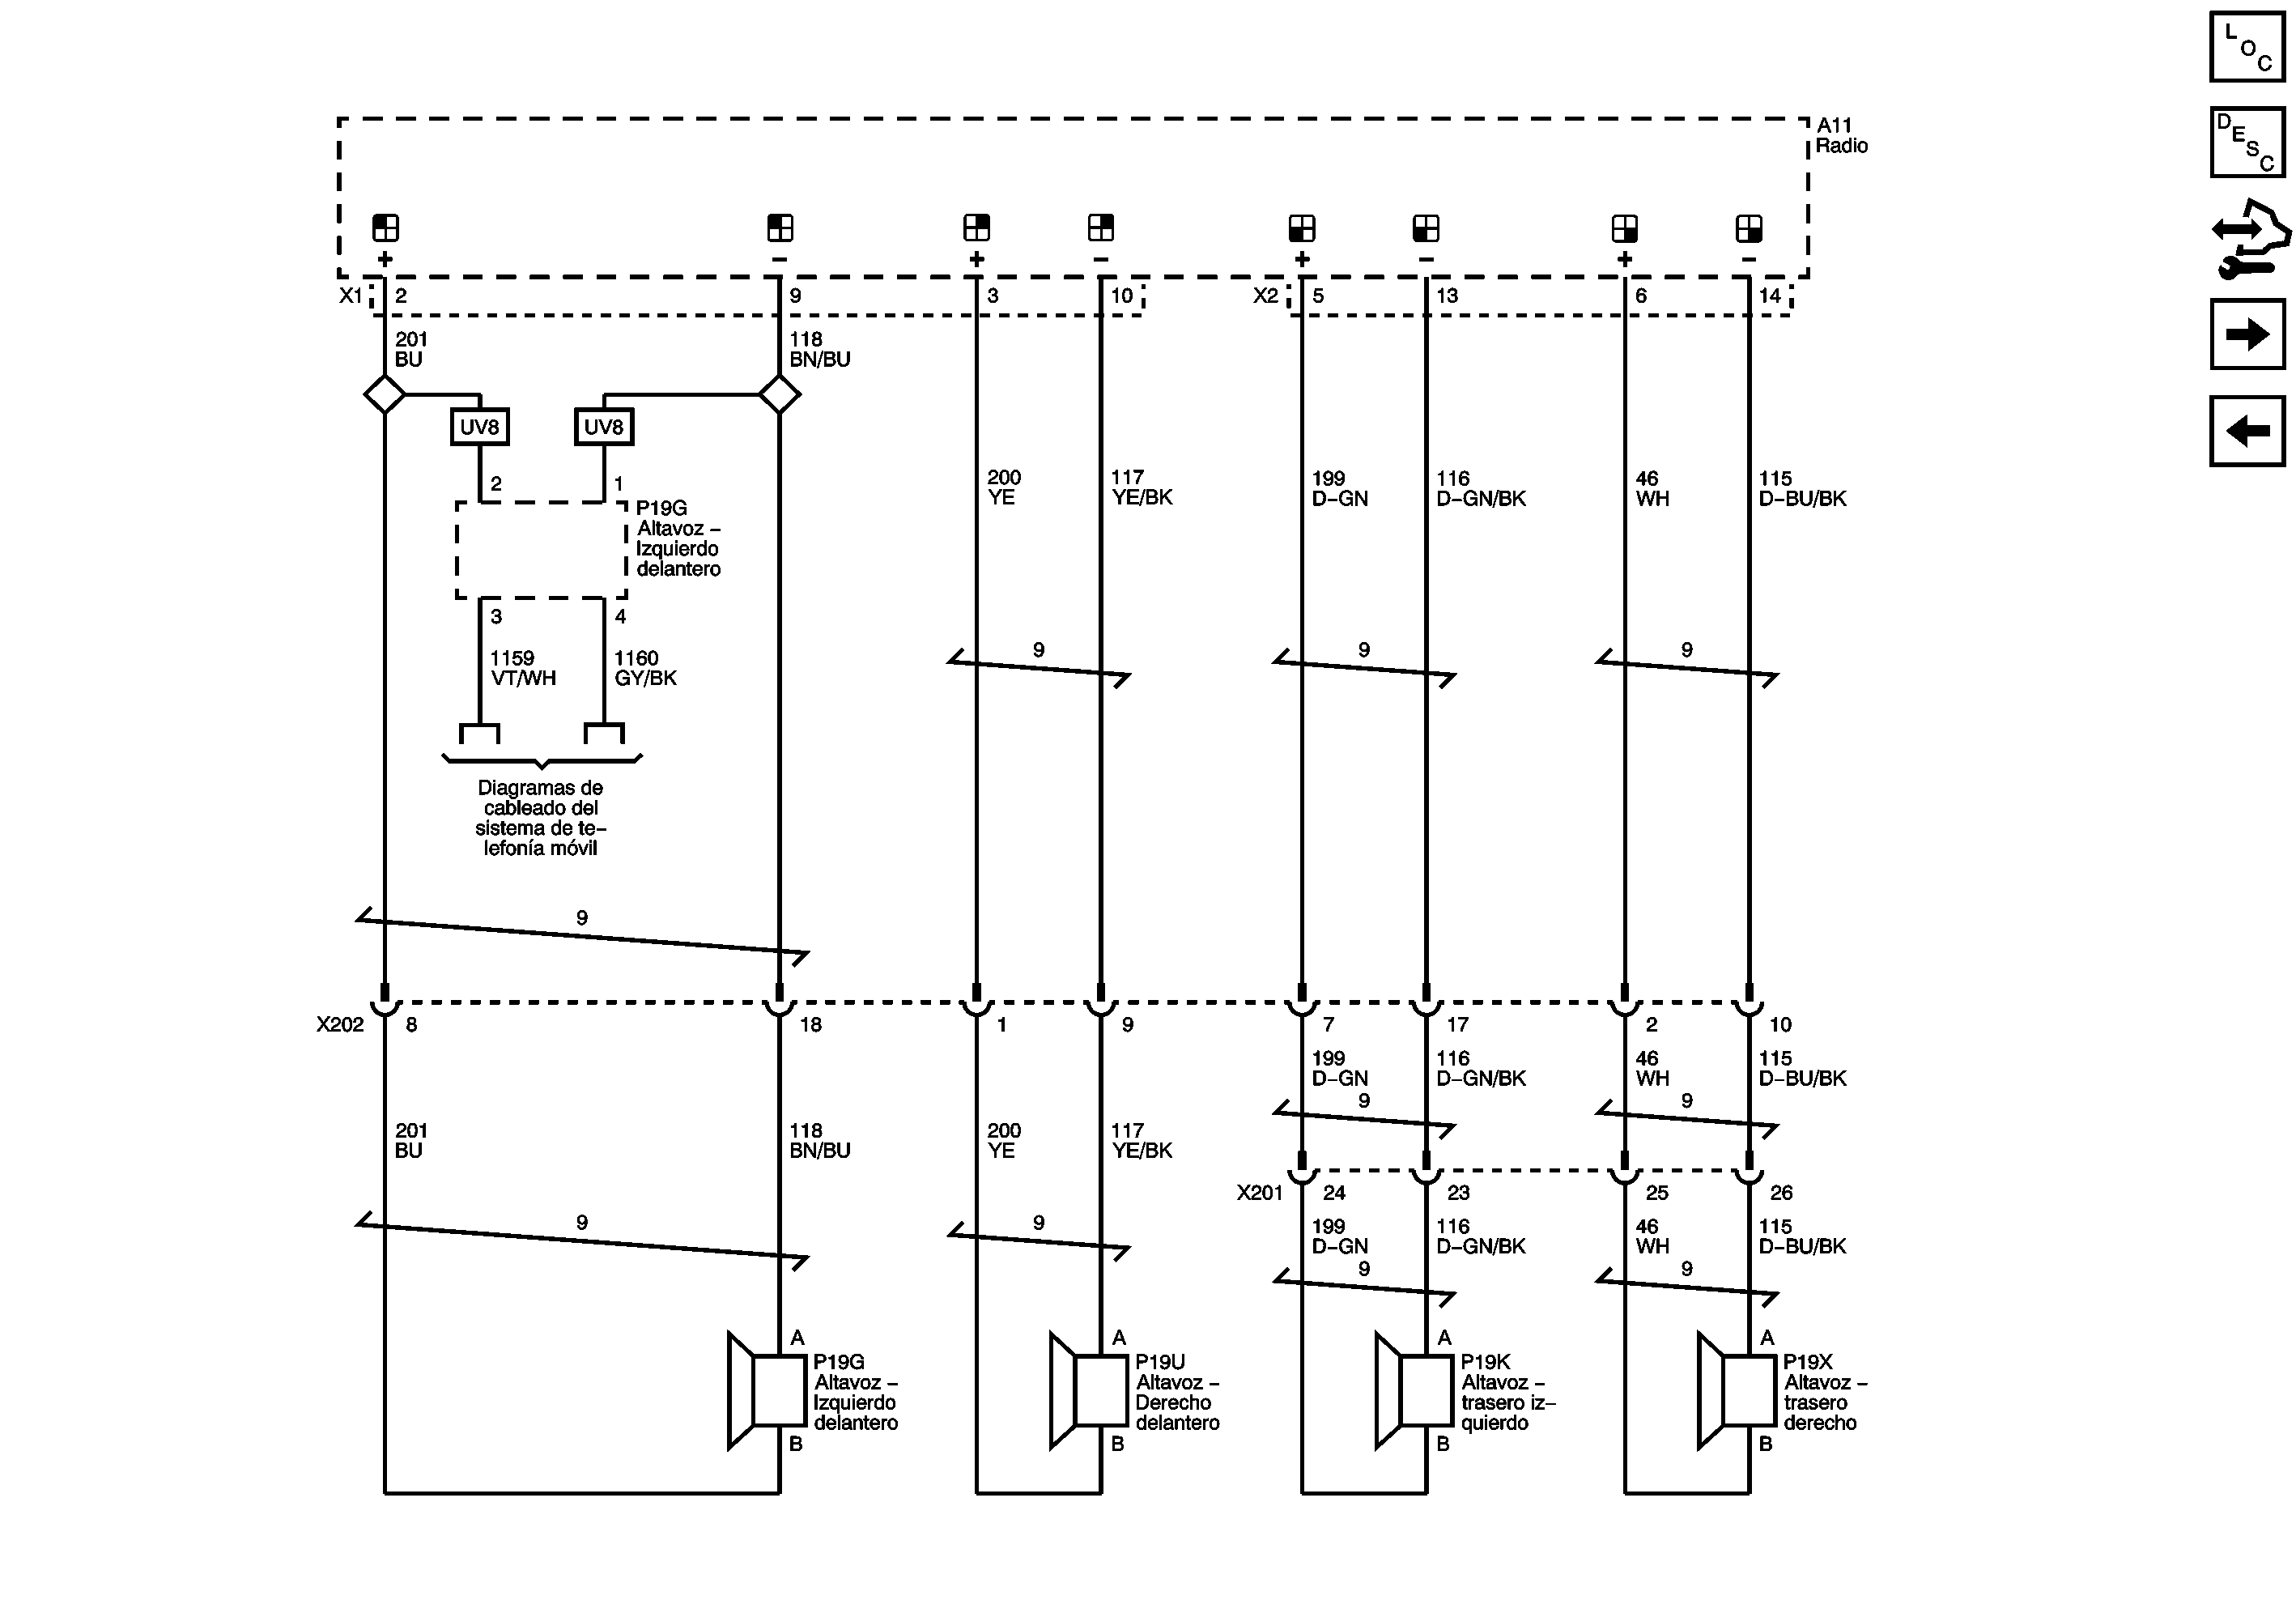 L O C
D E S C
A11
Radio
+ − + − + − + −
X1 2 9 3 10 X2 5 13 6 14
201
BU
118
BN/BU
UV8 UV8
2 1
P19G
Altavoz –
Izquierdo
delantero
3 4
1159
VT/WH
1160
GY/BK
Diagramas de
cableado del
sistema de te–
lefonía móvil
200
YE
117
YE/BK
199
D–GN
116
D–GN/BK
46
WH
115
D–BU/BK
9 9 9
9
X202 8 18 1 9 7 17 2 10
199
D–GN
116
D–GN/BK
46
WH
115
D–BU/BK
9 9
201
BU
118
BN/BU
200
YE
117
YE/BK
X201 24 23 25 26
9 9
199
D–GN
116
D–GN/BK
46
WH
115
D–BU/BK
9 9
A
P19G
Altavoz –
Izquierdo
delantero
B
A
P19U
Altavoz –
Derecho
delantero
B
A
P19K
Altavoz –
trasero iz–
quierdo
B
A
P19X
Altavoz –
trasero
derecho
B